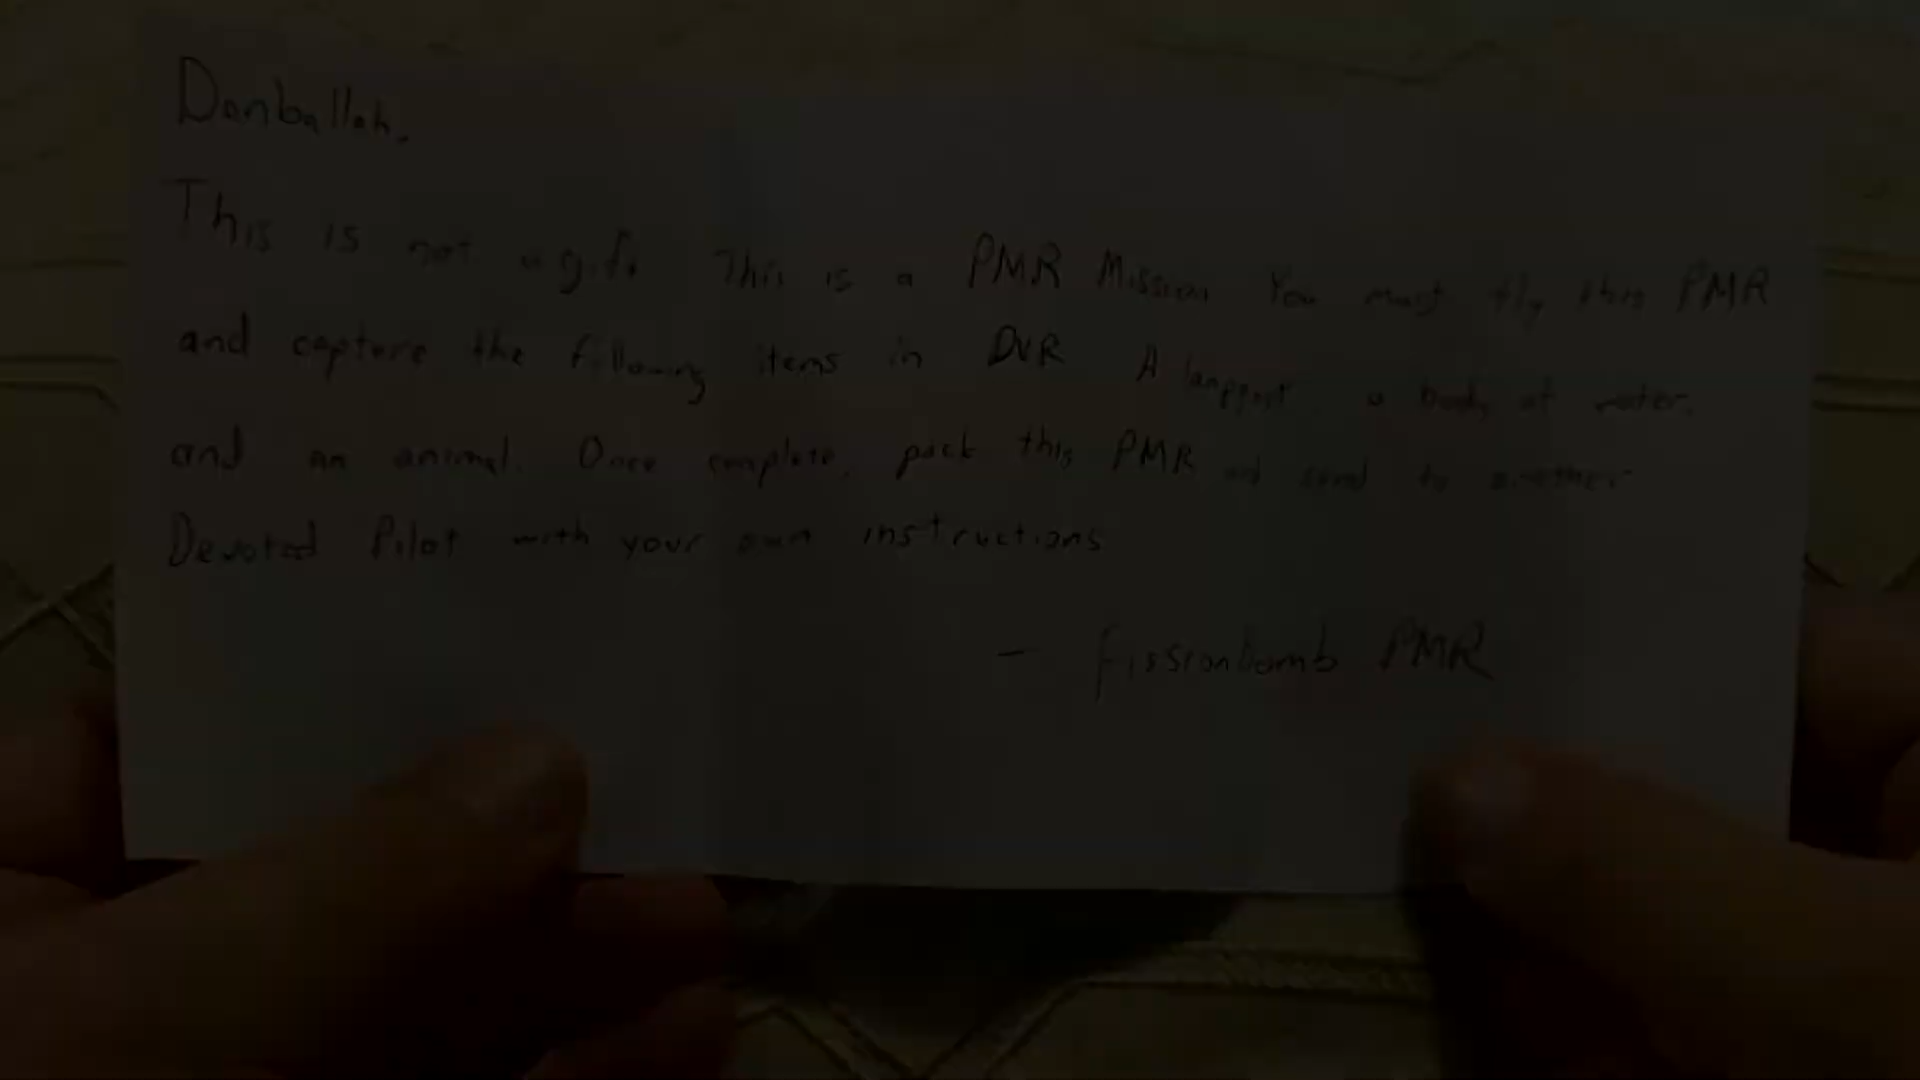 Danballah.
This is not a gift This is a PMR Mission You must fly this PMR
and capture the following items in DVR A lamppost a body of water.
and an animal. Once complete, pack this PMR and send to another
Devoted Pilot with your own instructions
- Fissionbomb PMR